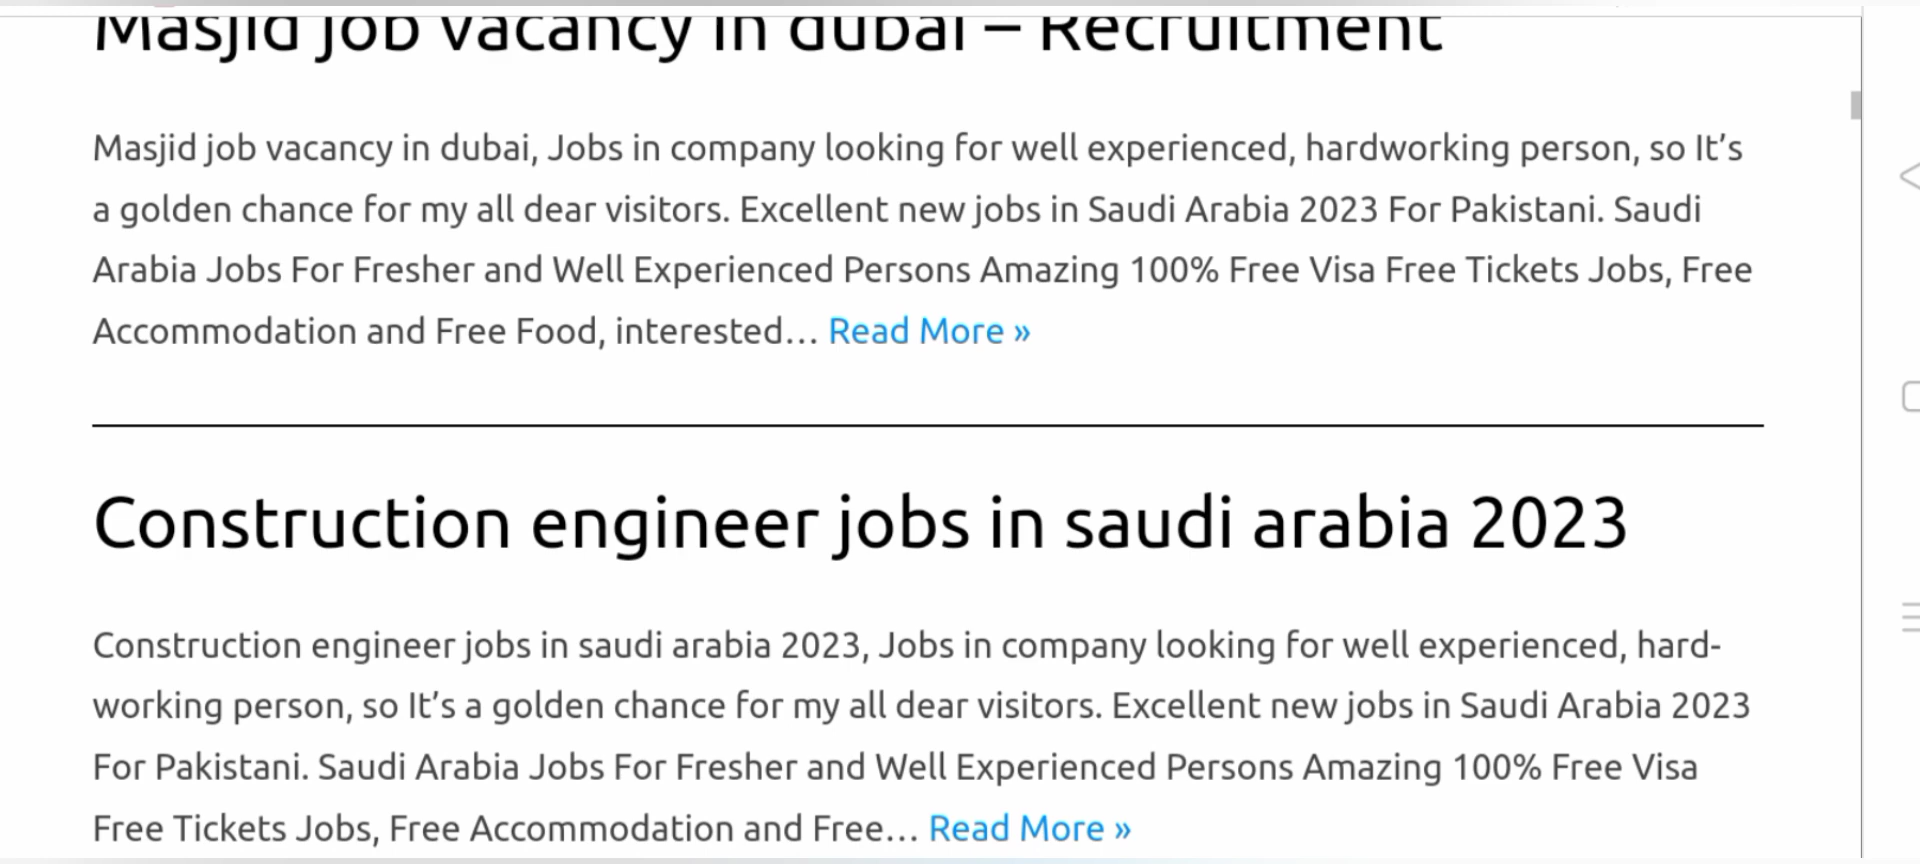 Masjid job vacancy in dubai – Recruitment
Masjid job vacancy in dubai, Jobs in company looking for well experienced, hardworking person, so It’s
a golden chance for my all dear visitors. Excellent new jobs in Saudi Arabia 2023 For Pakistani. Saudi
Arabia Jobs For Fresher and Well Experienced Persons Amazing 100% Free Visa Free Tickets Jobs, Free
Accommodation and Free Food, interested… Read More »
Construction engineer jobs in saudi arabia 2023
Construction engineer jobs in saudi arabia 2023, Jobs in company looking for well experienced, hard-
working person, so It’s a golden chance for my all dear visitors. Excellent new jobs in Saudi Arabia 2023
For Pakistani. Saudi Arabia Jobs For Fresher and Well Experienced Persons Amazing 100% Free Visa
Free Tickets Jobs, Free Accommodation and Free… Read More »